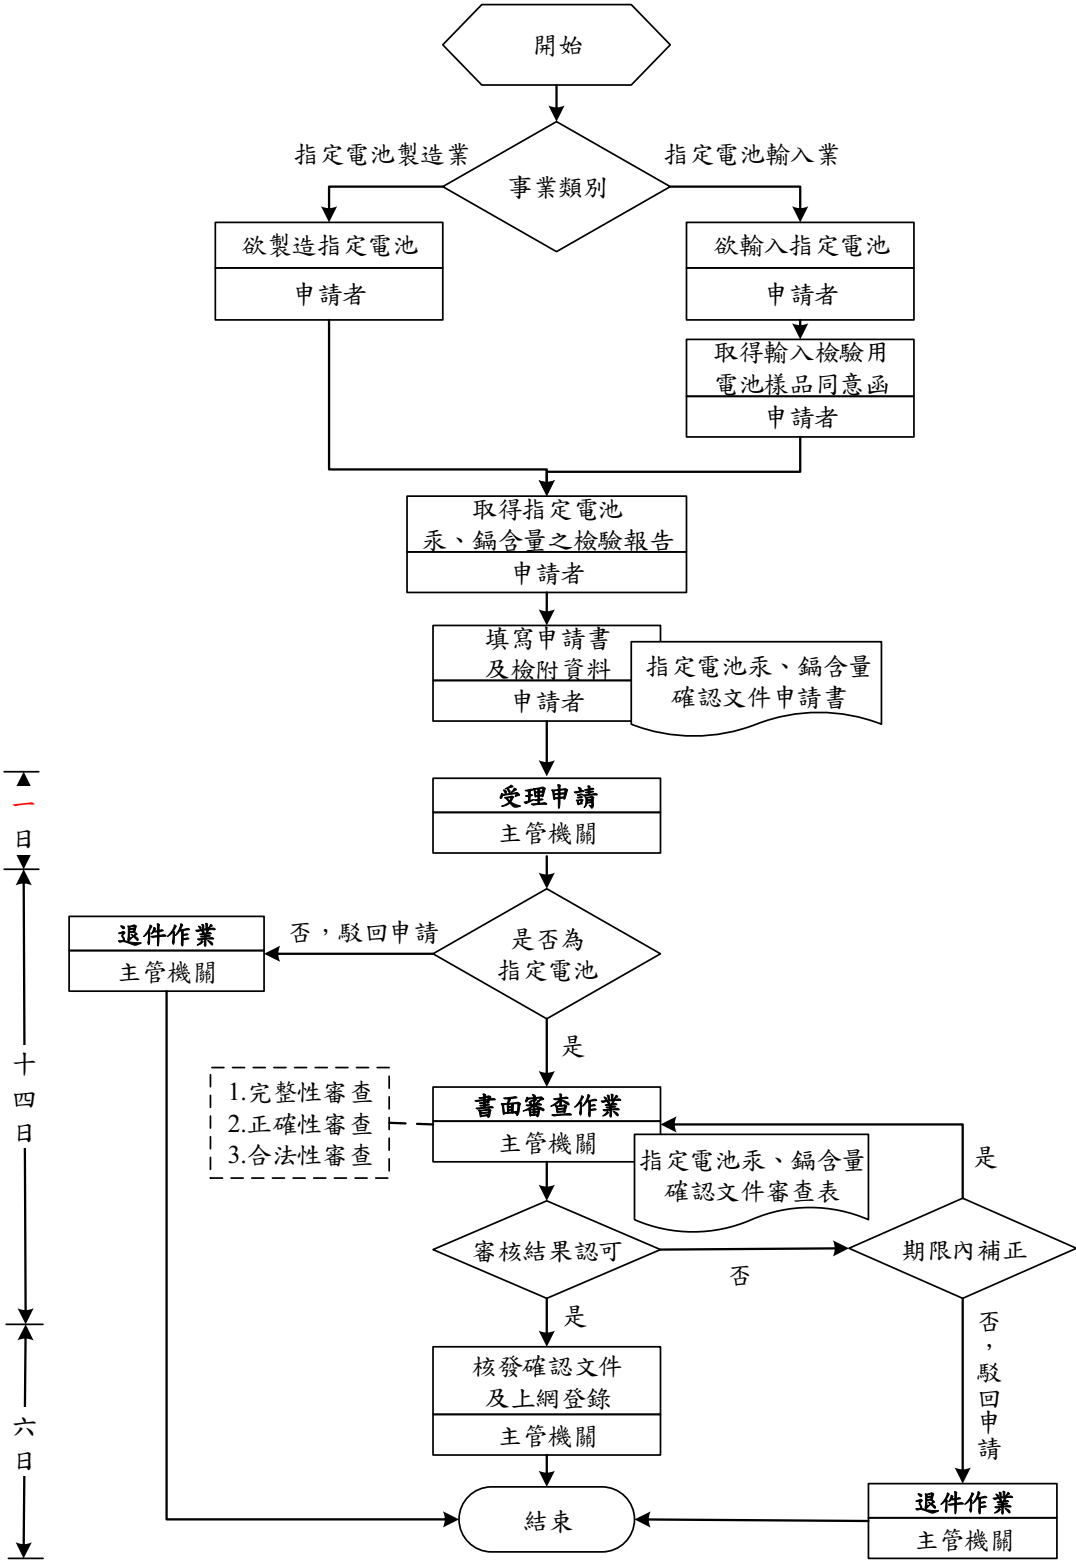 開始
指定電池製造業
指定電池輸入業
事業類別
欲製造指定電池
申請者
欲輸入指定電池
申請者
取得輸入檢驗用
電池樣品同意函
申請者
取得指定電池
汞、鎘含量之檢驗報告
申請者
填寫申請書
及檢附資料
申請者
指定電池汞、鎘含量
確認文件申請書
一
日
受理申請
主管機關
是否為
指定電池
否，駁回申請
退件作業
主管機關
是
十
四
日
1.完整性審查
2.正確性審查
3.合法性審查
書面審查作業
主管機關
指定電池汞、鎘含量
確認文件審查表
是
審核結果認可
否
期限內補正
是
否，駁回申請
核發確認文件
及上網登錄
主管機關
六
日
結束
退件作業
主管機關